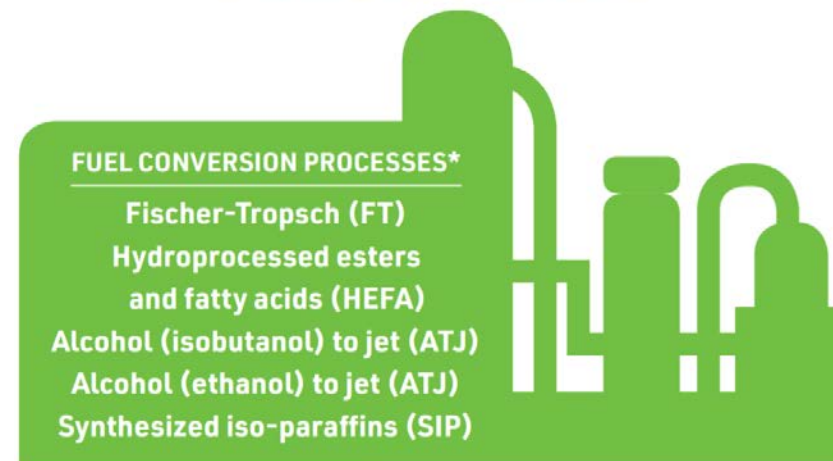 FUEL CONVERSION PROCESSES*
Fischer-Tropsch (FT)
Hydroprocessed esters
and fatty acids (HEFA)
Alcohol (isobutanol) to jet (ATJ)
Alcohol (ethanol) to jet (ATJ)
Synthesized iso-paraffins (SIP)